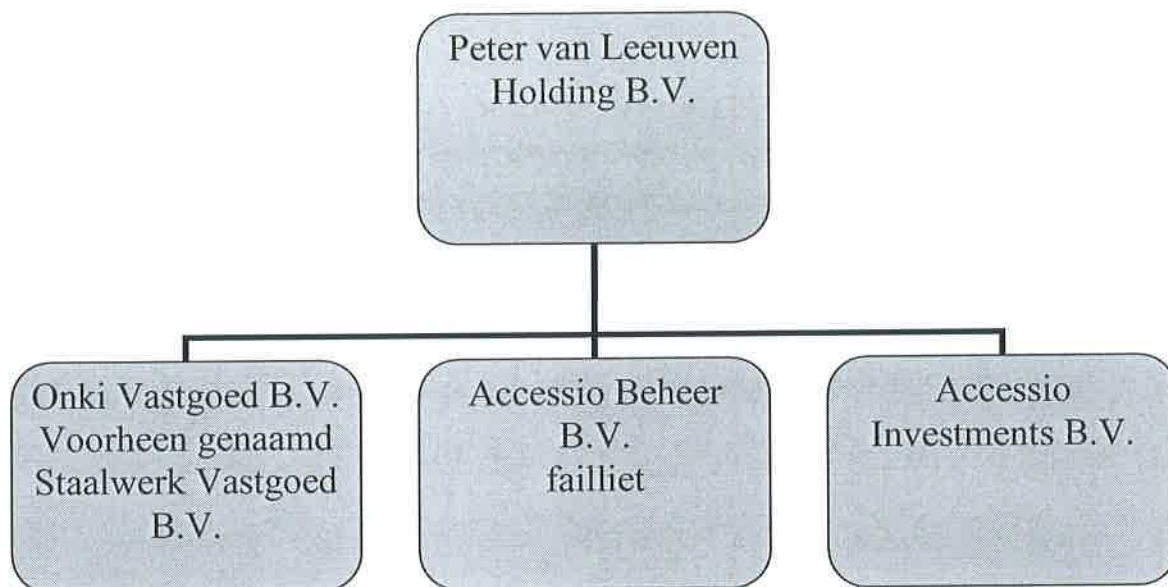 Peter van Leeuwen
Holding B.V.
Onki Vastgoed B.V.
Voorheen genaamd
Staalwerk Vastgoed
B.V.
Accessio Beheer
B.V.
failliet
Accessio
Investments B.V.